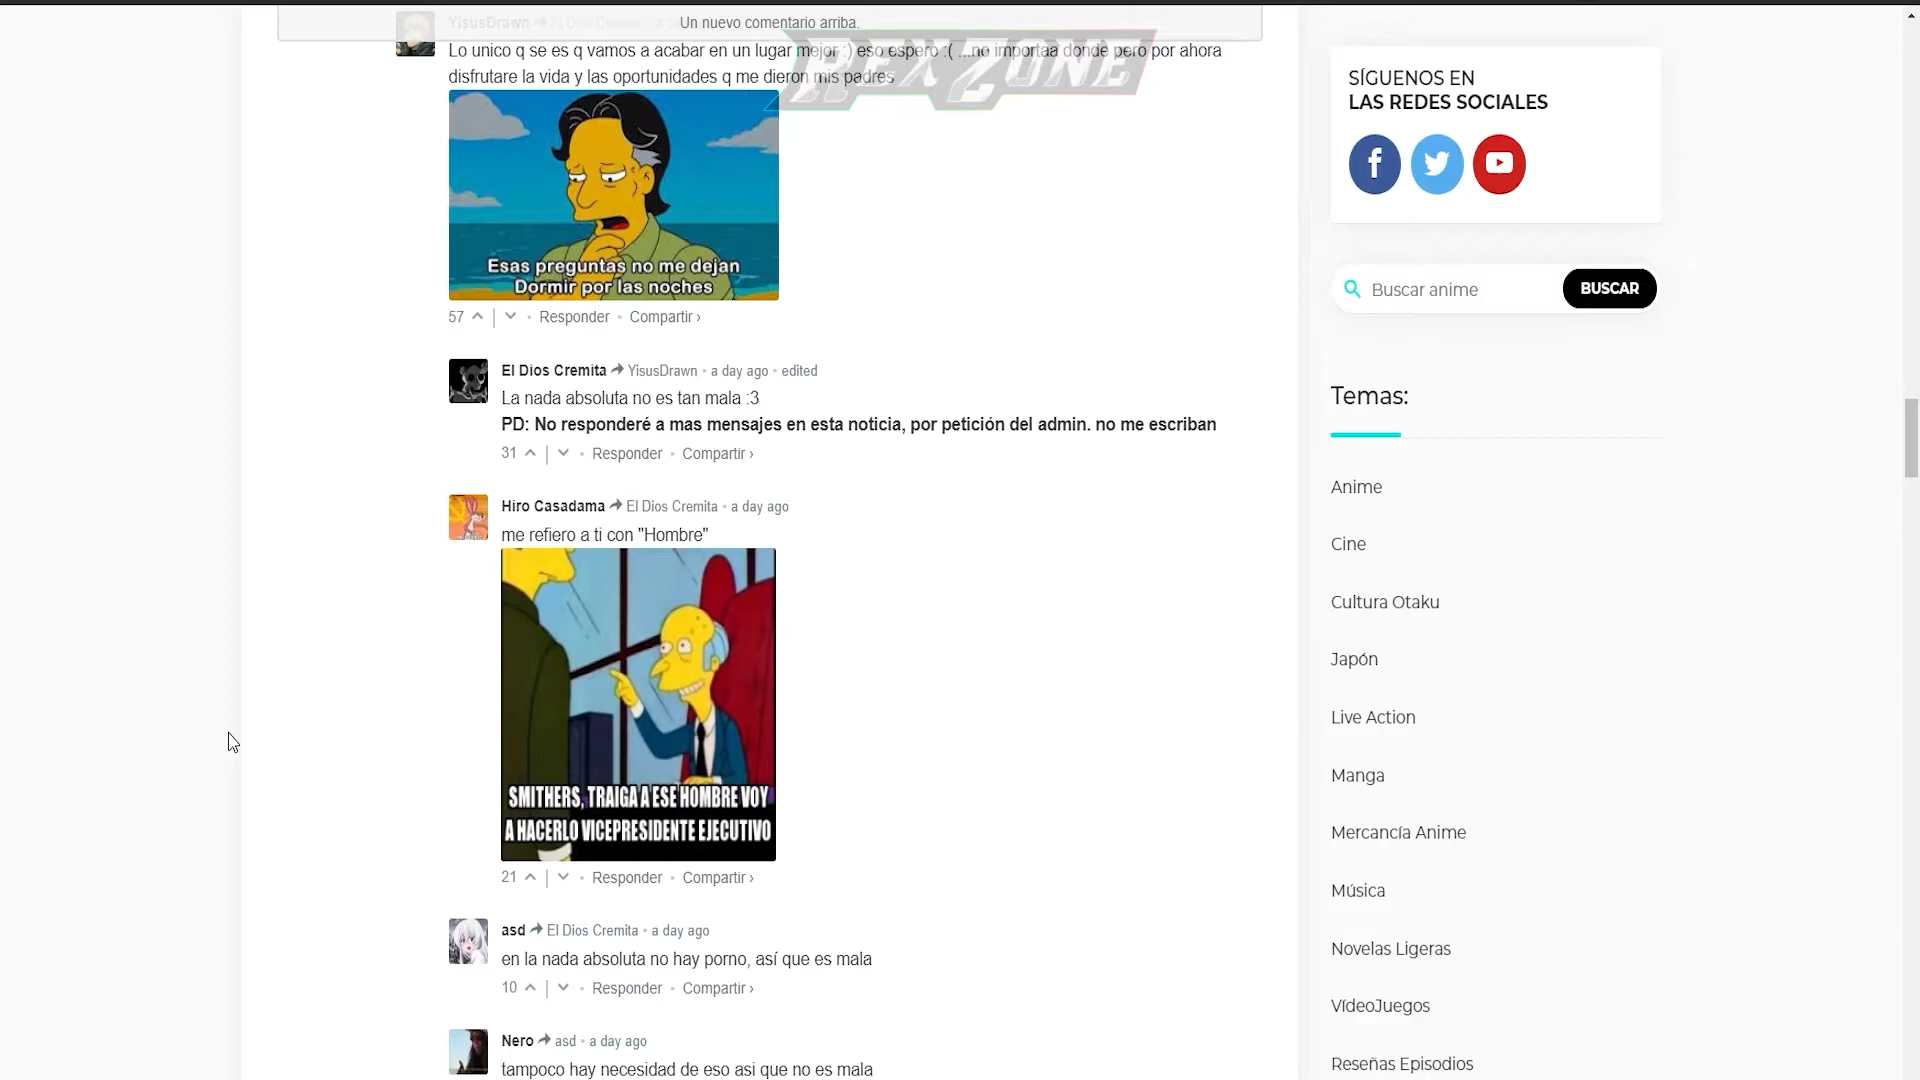 Un nuevo comentario arriba.
YisusDrawn
Lo unico q se es q vamos a acabar en un lugar mejor :) eso espero :( ...no importaa donde pero por ahora
disfrutare la vida y las oportunidades q me dieron mis padres
REX ZONE
Esas preguntas no me dejan
Dormir por las noches
57 Responder • Compartir ›
El Dios Cremita YisusDrawn • a day ago • edited
La nada absoluta no es tan mala :3
PD: No responderé a mas mensajes en esta noticia, por petición del admin. no me escriban
31 • Responder • Compartir ›
Hiro Casadama El Dios Cremita • a day ago
me refiero a ti con "Hombre"
SMITHERS, TRAIGA A ESE HOMBRE VOY
A HACERLO VICEPRESIDENTE EJECUTIVO
21 • Responder • Compartir ›
asd El Dios Cremita • a day ago
en la nada absoluta no hay porno, así que es mala
10 • Responder • Compartir ›
Nero asd • a day ago
tampoco hay necesidad de eso asi que no es mala
SÍGUENOS EN
LAS REDES SOCIALES
Buscar anime BUSCAR
Temas:
Anime
Cine
Cultura Otaku
Japón
Live Action
Manga
Mercancía Anime
Música
Novelas Ligeras
VídeoJuegos
Reseñas Episodios